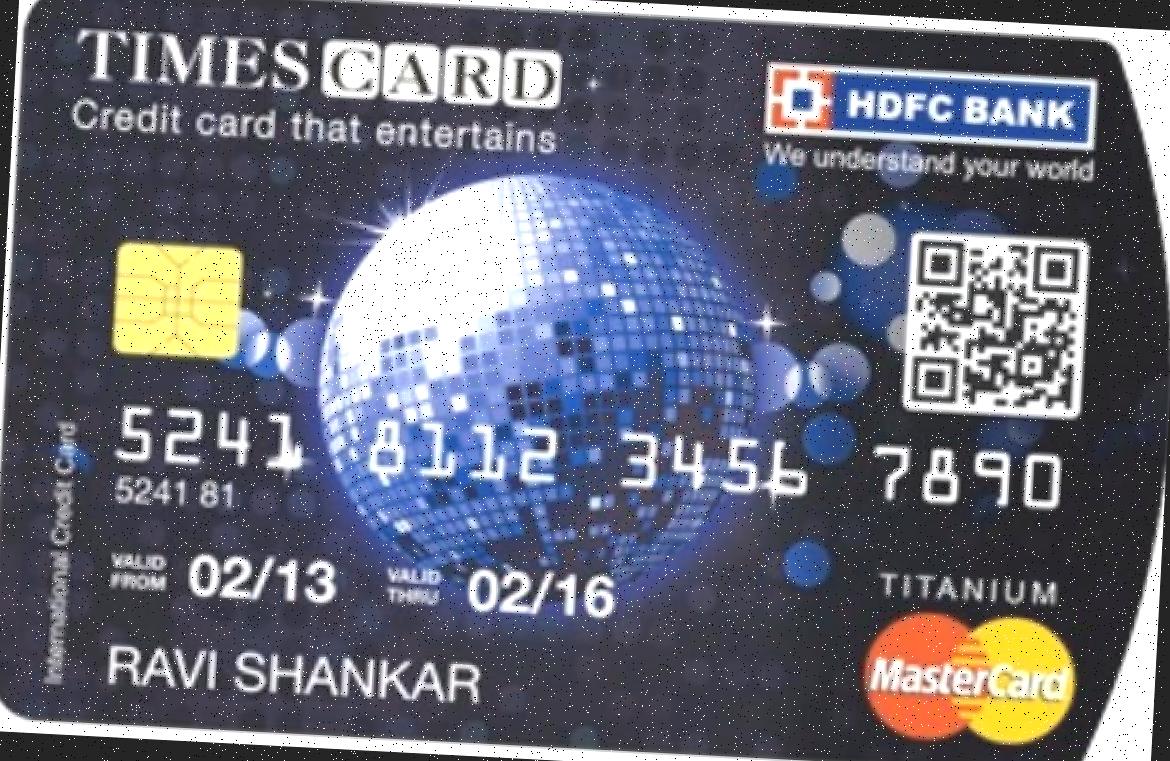 TIMES CARD
Credit card that entertains
HDFC BANK
We understand your world
5241 8112 3456 7890
5241 81
International Credit Card
VALID FROM 02/13 VALID THRU 02/16
TITANIUM
RAVI SHANKAR
MasterCard